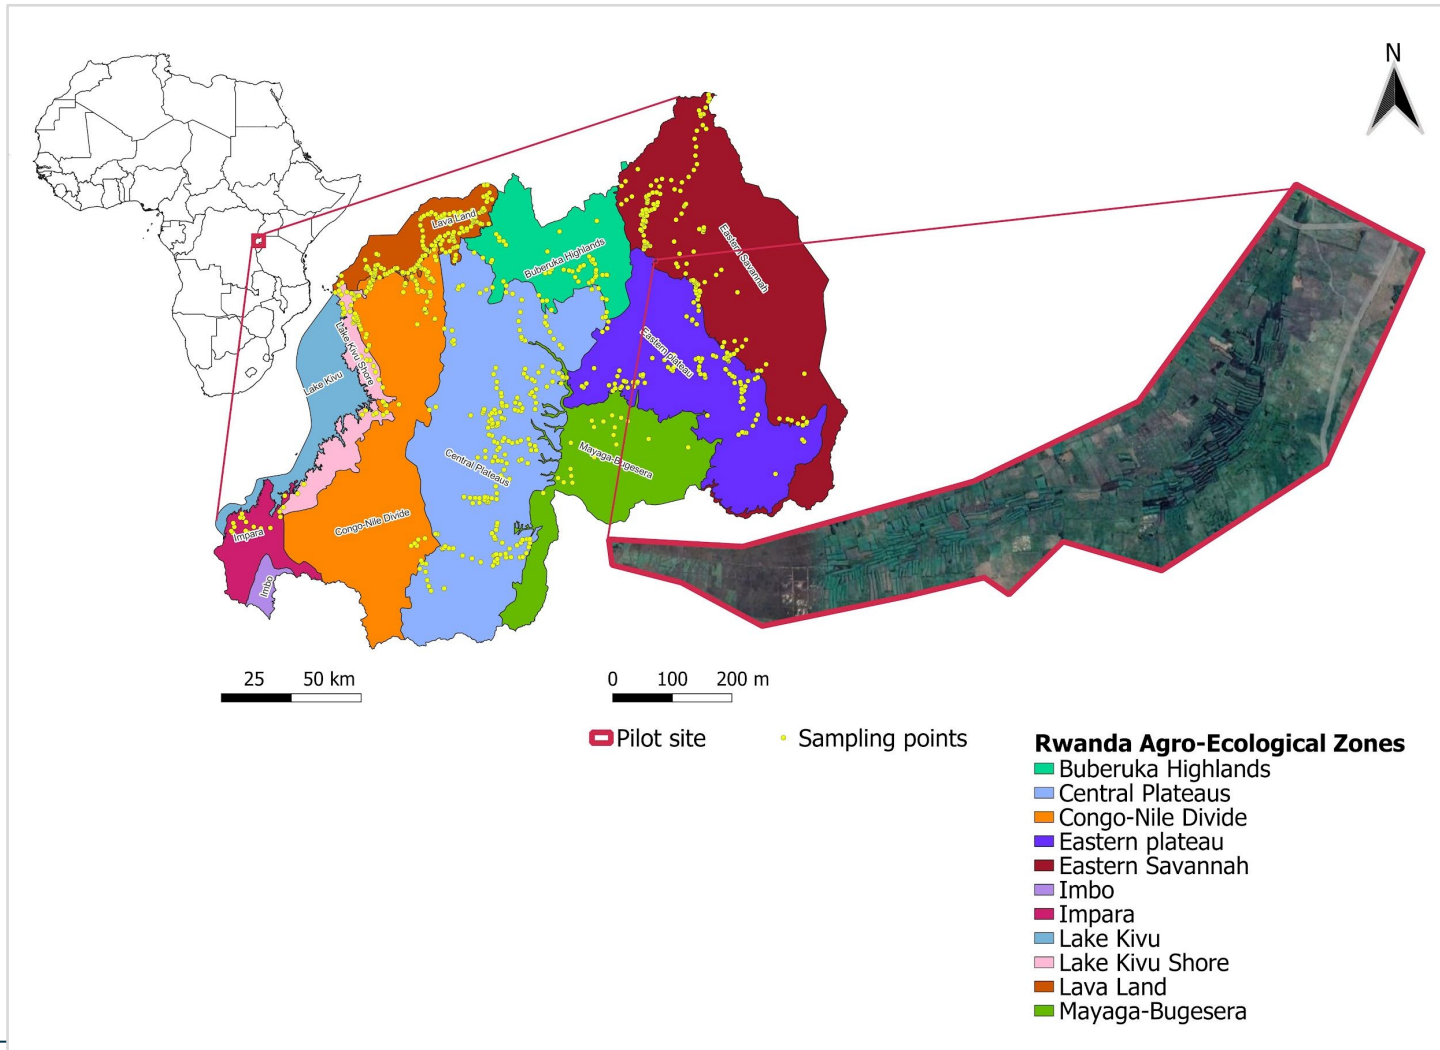 N
Lava Land
Buberuka Highlands
Eastern Savannah
Lake Kivu Shore
Lake Kivu
Eastern plateau
Central Plateaus
Mayaga-Bugesera
Congo-Nile Divide
Impara
Imbo
25 50 km
0 100 200 m
Pilot site
Sampling points
Rwanda Agro-Ecological Zones
Buberuka Highlands
Central Plateaus
Congo-Nile Divide
Eastern plateau
Eastern Savannah
Imbo
Impara
Lake Kivu
Lake Kivu Shore
Lava Land
Mayaga-Bugesera